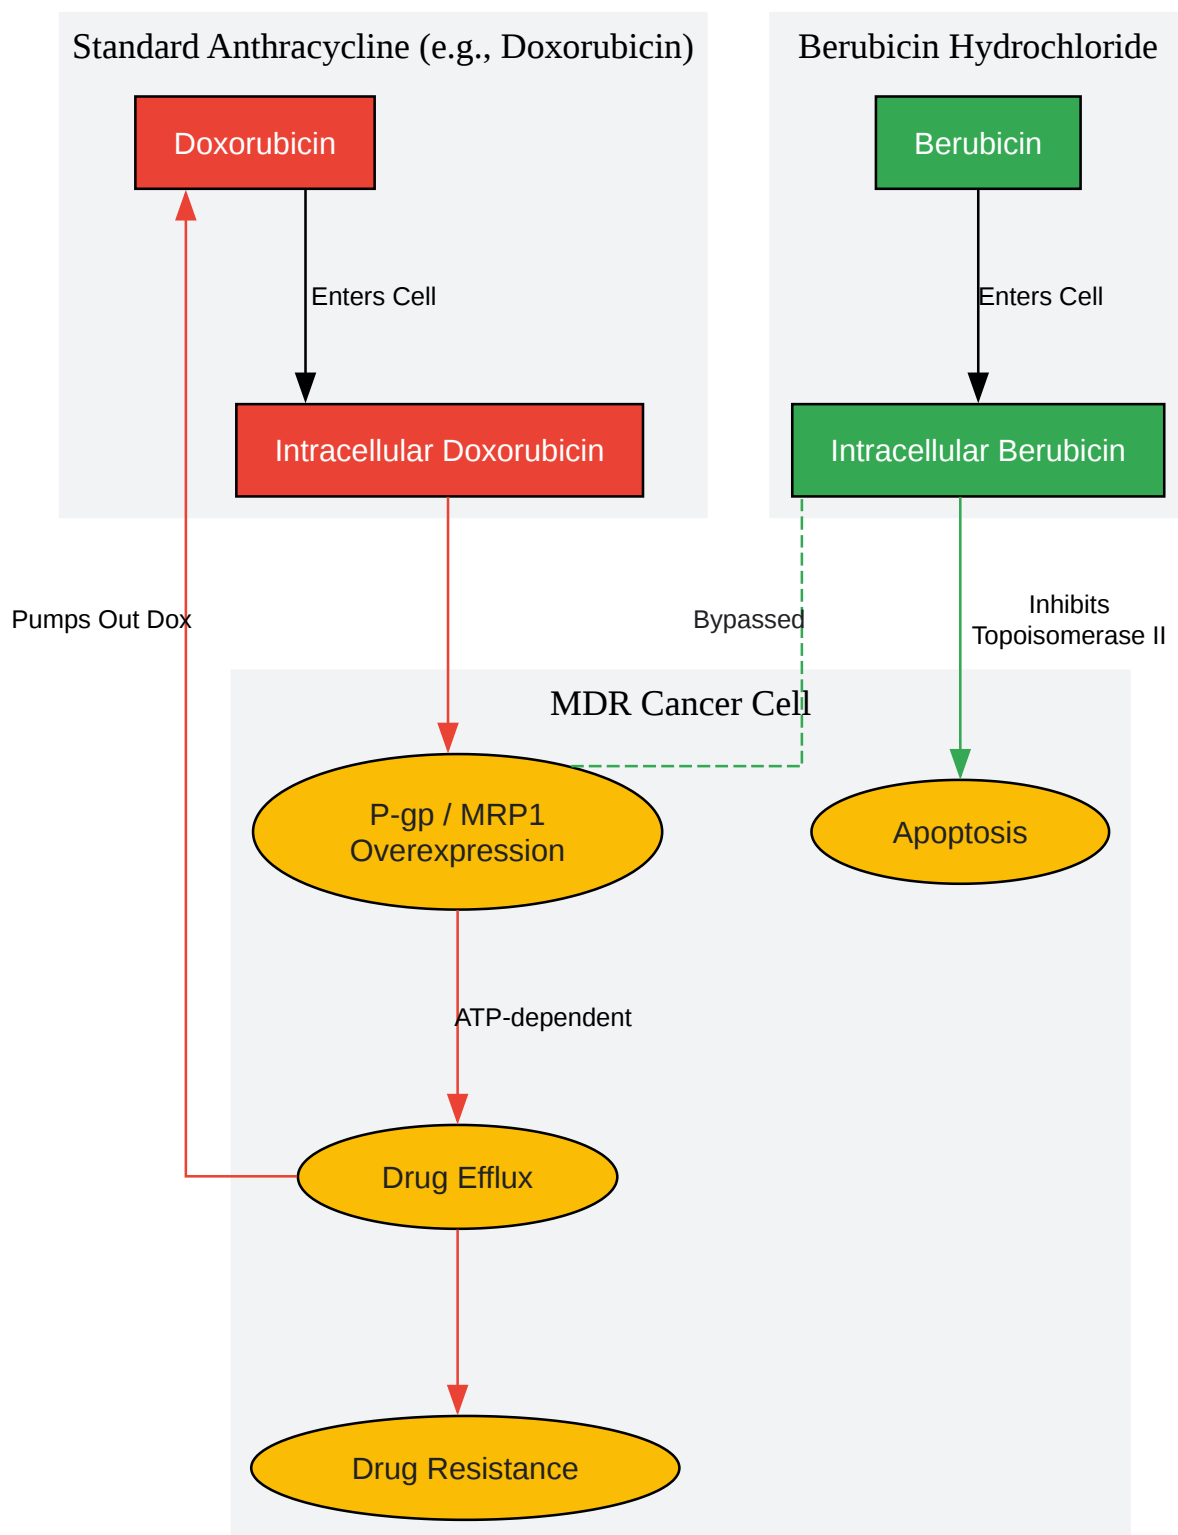 Standard Anthracycline (e.g., Doxorubicin)
Berubicin Hydrochloride
Doxorubicin
Berubicin
Enters Cell
Enters Cell
Intracellular Doxorubicin
Intracellular Berubicin
Pumps Out Dox
Bypassed
Inhibits
Topoisomerase II
MDR Cancer Cell
P-gp / MRP1
Overexpression
Apoptosis
ATP-dependent
Drug Efflux
Drug Resistance